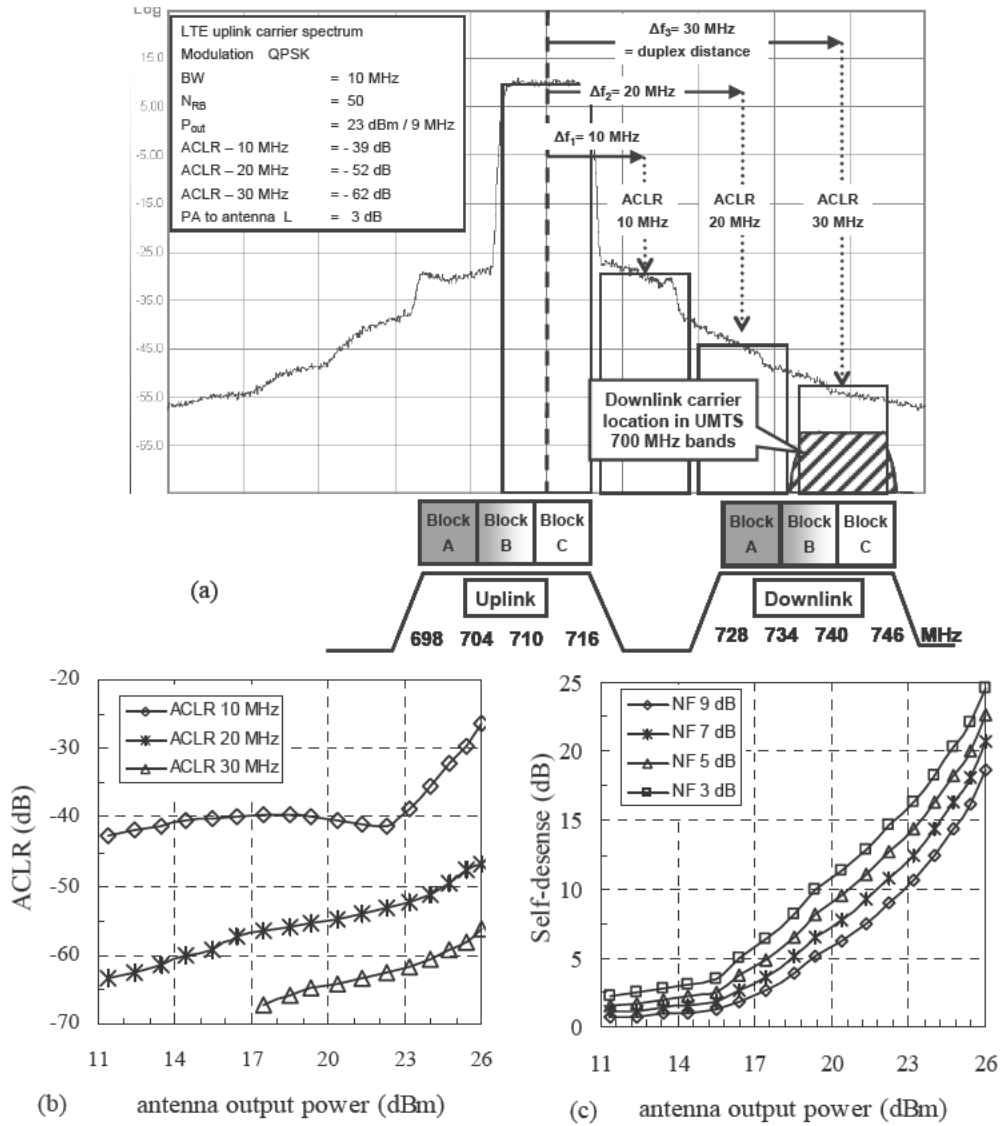 Log
15.0
5.00
-5.00
-15.0
-25.0
-35.0
-45.0
-55.0
-65.0
LTE uplink carrier spectrum
Modulation QPSK
BW = 10 MHz
NRB = 50
Pout = 23 dBm / 9 MHz
ACLR – 10 MHz = - 39 dB
ACLR – 20 MHz = - 52 dB
ACLR – 30 MHz = - 62 dB
PA to antenna L = 3 dB
Δf3= 30 MHz
= duplex distance
Δf2= 20 MHz
Δf1= 10 MHz
ACLR
10 MHz
ACLR
20 MHz
ACLR
30 MHz
Downlink carrier
location in UMTS
700 MHz bands
Block A
Block B
Block C
Block A
Block B
Block C
(a)
Uplink
Downlink
698 704 710 716
728 734 740 746 MHz
-20
-30
-40
-50
-60
-70
ACLR (dB)
ACLR 10 MHz
ACLR 20 MHz
ACLR 30 MHz
11 14 17 20 23 26
(b) antenna output power (dBm)
25
20
15
10
5
0
Self-desense (dB)
NF 9 dB
NF 7 dB
NF 5 dB
NF 3 dB
11 14 17 20 23 26
(c) antenna output power (dBm)